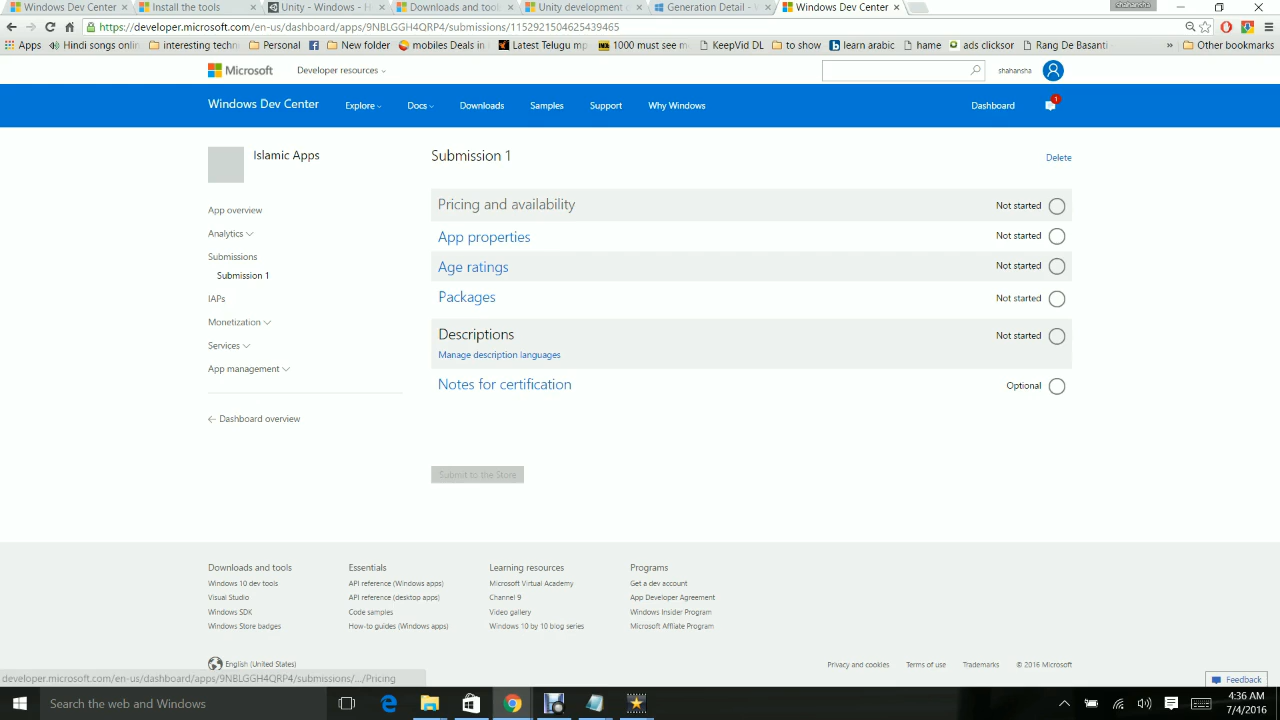 shahansha
Windows Dev Center
Install the tools
Unity - Windows - H
Downloads and tool
Unity development c
Generation Detail -
Windows Dev Center
https://developer.microsoft.com/en-us/dashboard/apps/9NBLGGH4QRP4/submissions/1152921504625439465
Apps Hindi songs onlin interesting techn Personal New folder mobiles Deals in Latest Telugu mp 1000 must see m KeepVid DL to show learn arabic home ads clicksor Rang De Basanti » Other bookmarks
Microsoft Developer resources shahansha
Windows Dev Center Explore Docs Downloads Samples Support Why Windows Dashboard 1
Islamic Apps
App overview
Analytics
Submissions
Submission 1
IAPs
Monetization
Services
App management
Dashboard overview
Submission 1 Delete
Pricing and availability Not started
App properties Not started
Age ratings Not started
Packages Not started
Descriptions Not started
Manage description languages
Notes for certification Optional
Submit to the Store
Downloads and tools
Windows 10 dev tools
Visual Studio
Windows SDK
Windows Store badges
Essentials
API reference (Windows apps)
API reference (desktop apps)
Code samples
How-to guides (Windows apps)
Learning resources
Microsoft Virtual Academy
Channel 9
Video gallery
Windows 10 by 10 blog series
Programs
Get a dev account
App Developer Agreement
Windows Insider Program
Microsoft Affliate Program
English (United States)
Privacy and cookies Terms of use Trademarks © 2016 Microsoft
developer.microsoft.com/en-us/dashboard/apps/9NBLGGH4QRP4/submissions/.../Pricing
Feedback
Search the web and Windows
4:36 AM
7/4/2016